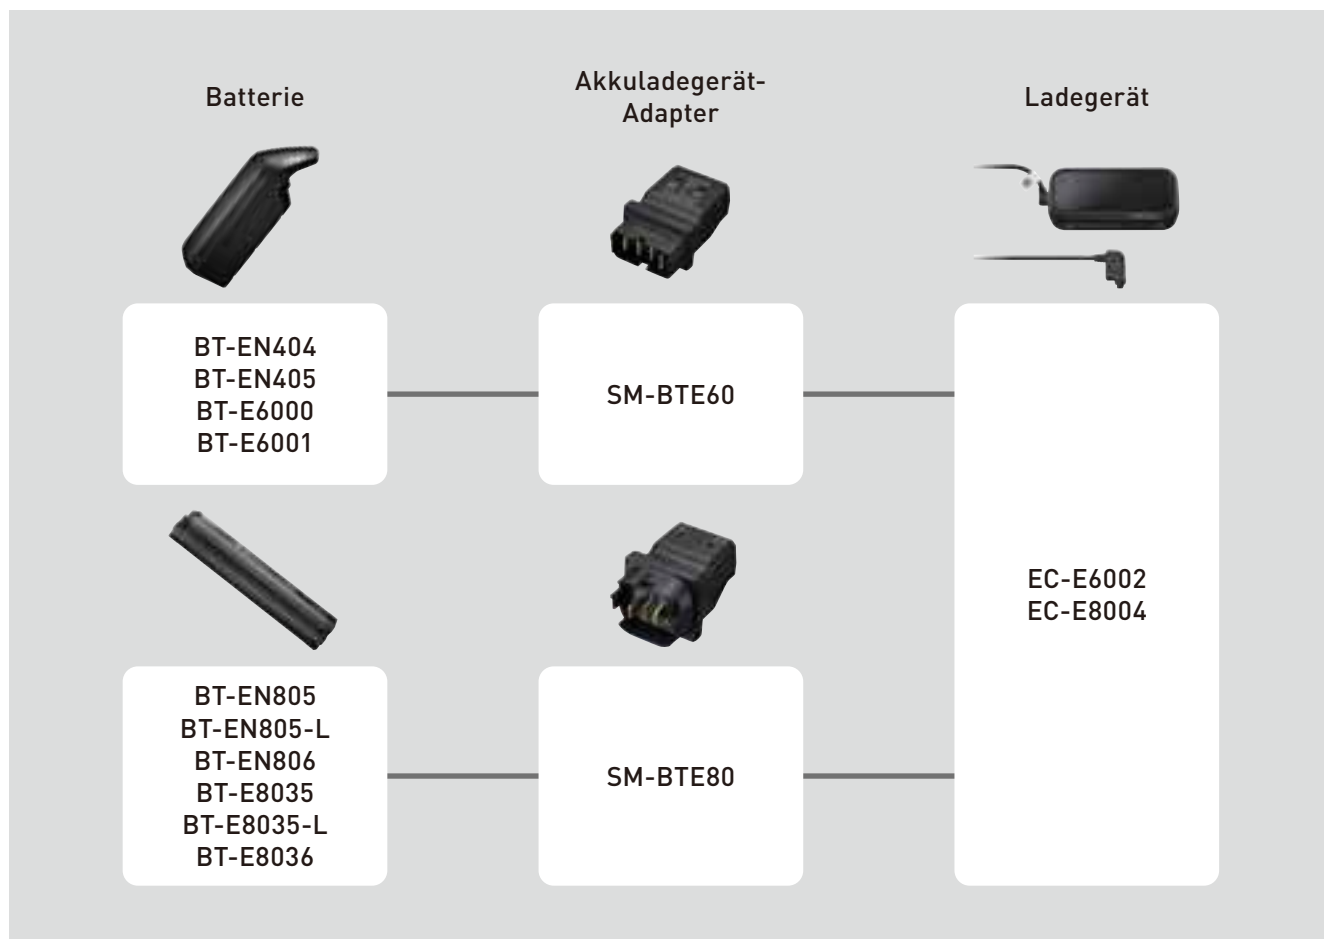 Batterie
Akkuladegerät-
Adapter
Ladegerät
BT-EN404
BT-EN405
BT-E6000
BT-E6001
SM-BTE60
EC-E6002
EC-E8004
BT-EN805
BT-EN805-L
BT-EN806
BT-E8035
BT-E8035-L
BT-E8036
SM-BTE80